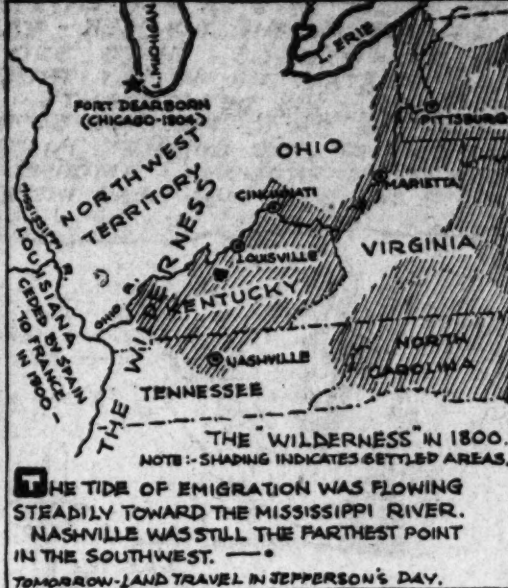 L. MICHIGAN
L. ERIE
FORT DEARBORN
(CHICAGO-1804)
PITTSBURG
OHIO
NORTHWEST
TERRITORY
CINCINNATI
MARIETTA
MISSISSIPPI R.
LOUISVILLE
VIRGINIA
LOUISIANA
CEDED BY SPAIN
TO FRANCE
IN 1800-
OHIO R.
KENTUCKY
THE WILDERNESS
NASHVILLE
NORTH
CAROLINA
TENNESSEE
THE "WILDERNESS" IN 1800.
NOTE:-SHADING INDICATES SETTLED AREAS.
THE TIDE OF EMIGRATION WAS FLOWING
STEADILY TOWARD THE MISSISSIPPI RIVER.
NASHVILLE WAS STILL THE FARTHEST POINT
IN THE SOUTHWEST. —•
TOMORROW-LAND TRAVEL IN JEFFERSON'S DAY.